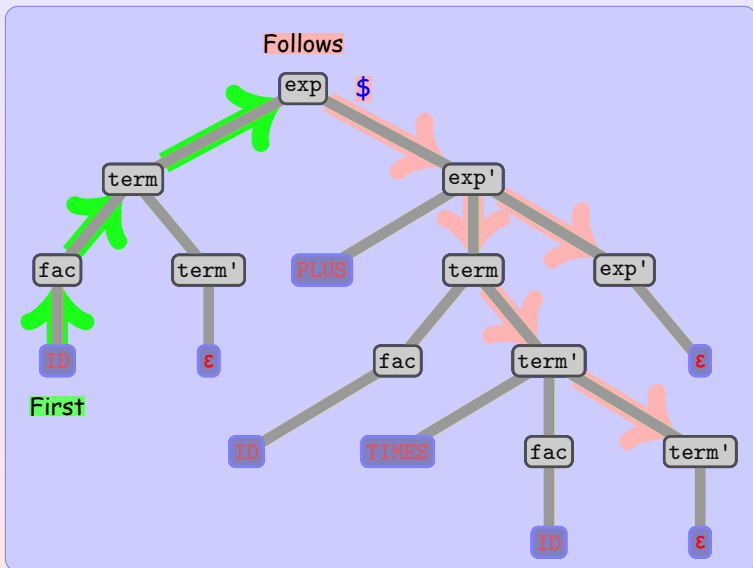 Follows
exp $
term exp'
fac term' PLUS term exp'
ID ε fac term' ε
First
ID TIMES fac term'
ID ε